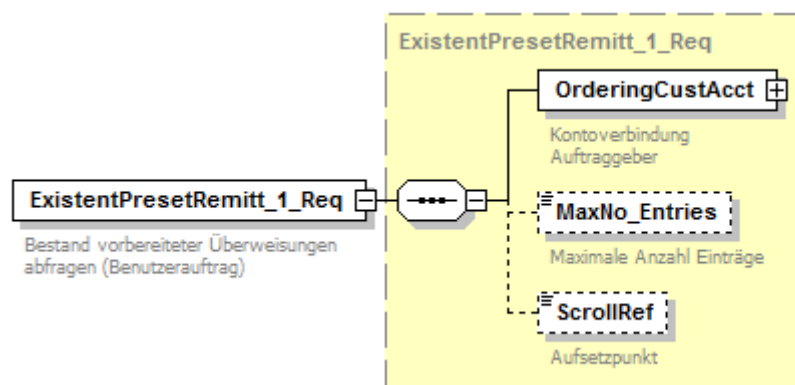 ExistentPresetRemitt_1_Req
OrderingCustAcct
Kontoverbindung
Auftraggeber
ExistentPresetRemitt_1_Req
Bestand vorbereiteter Überweisungen
abfragen (Benutzerauftrag)
MaxNo_Entries
Maximale Anzahl Einträge
ScrollRef
Aufsetzpunkt